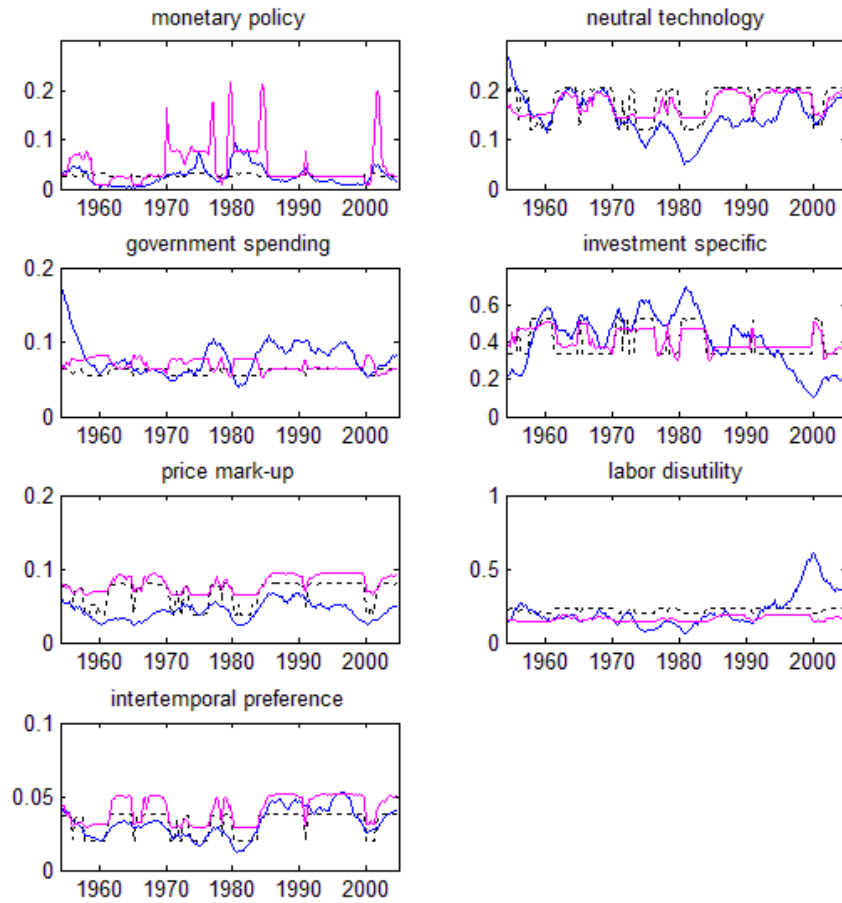 monetary policy
0.2
0.1
0
1960 1970 1980 1990 2000
neutral technology
0.2
0.1
0
1960 1970 1980 1990 2000
government spending
0.2
0.1
0
1960 1970 1980 1990 2000
investment specific
0.6
0.4
0.2
0
1960 1970 1980 1990 2000
price mark-up
0.2
0.1
0
1960 1970 1980 1990 2000
labor disutility
1
0.5
0
1960 1970 1980 1990 2000
intertemporal preference
0.1
0.05
0
1960 1970 1980 1990 2000